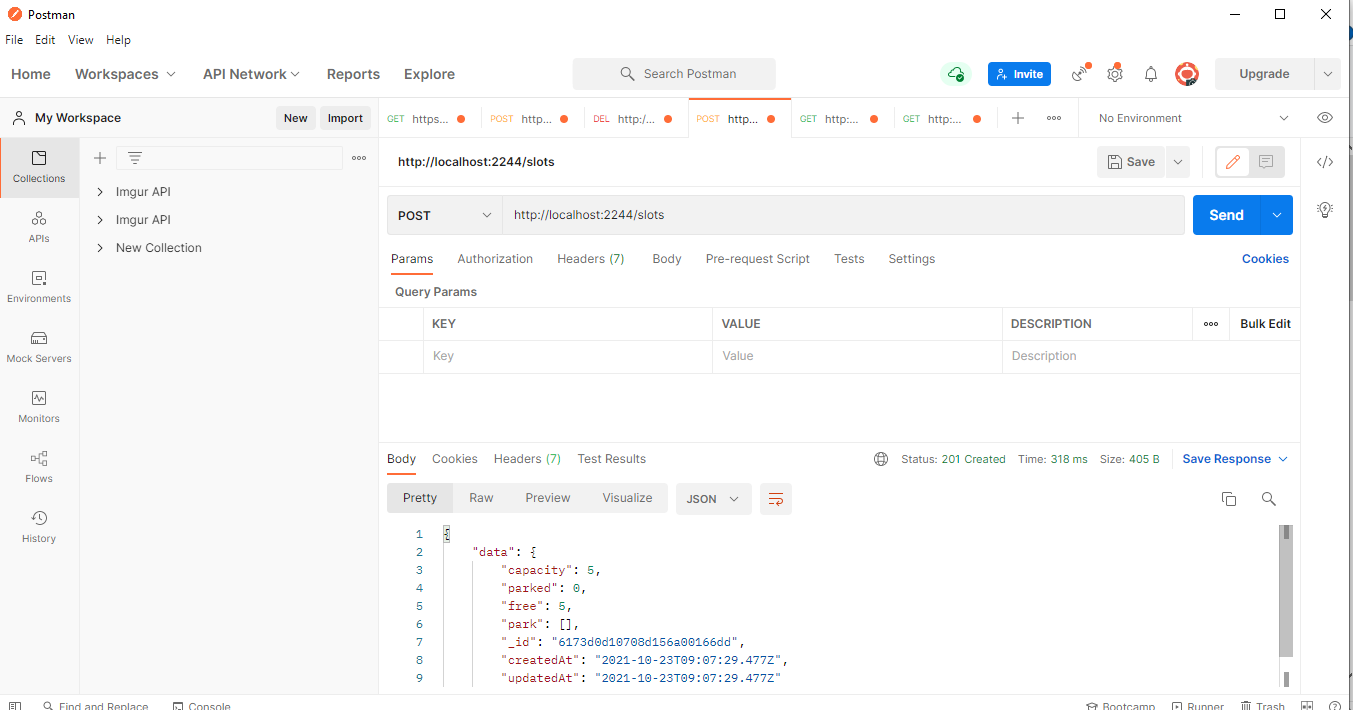 Postman
File Edit View Help
Home Workspaces API Network Reports Explore Search Postman Invite Upgrade
My Workspace New Import GET https... POST http... DEL http:/... POST http... GET http:... GET http:... No Environment
http://localhost:2244/slots Save
Collections
Imgur API
Imgur API
New Collection
APIs
Environments
Mock Servers
Monitors
Flows
History
POST http://localhost:2244/slots Send
Params Authorization Headers (7) Body Pre-request Script Tests Settings Cookies
Query Params
KEY VALUE DESCRIPTION Bulk Edit
Key Value Description
Body Cookies Headers (7) Test Results Status: 201 Created Time: 318 ms Size: 405 B Save Response
Pretty Raw Preview Visualize JSON
1 {
2 "data": {
3 "capacity": 5,
4 "parked": 0,
5 "free": 5,
6 "park": [],
7 "_id": "6173d0d10708d156a00166dd",
8 "createdAt": "2021-10-23T09:07:29.477Z",
9 "updatedAt": "2021-10-23T09:07:29.477Z"
Find and Replace Console Bootcamp Runner Trash